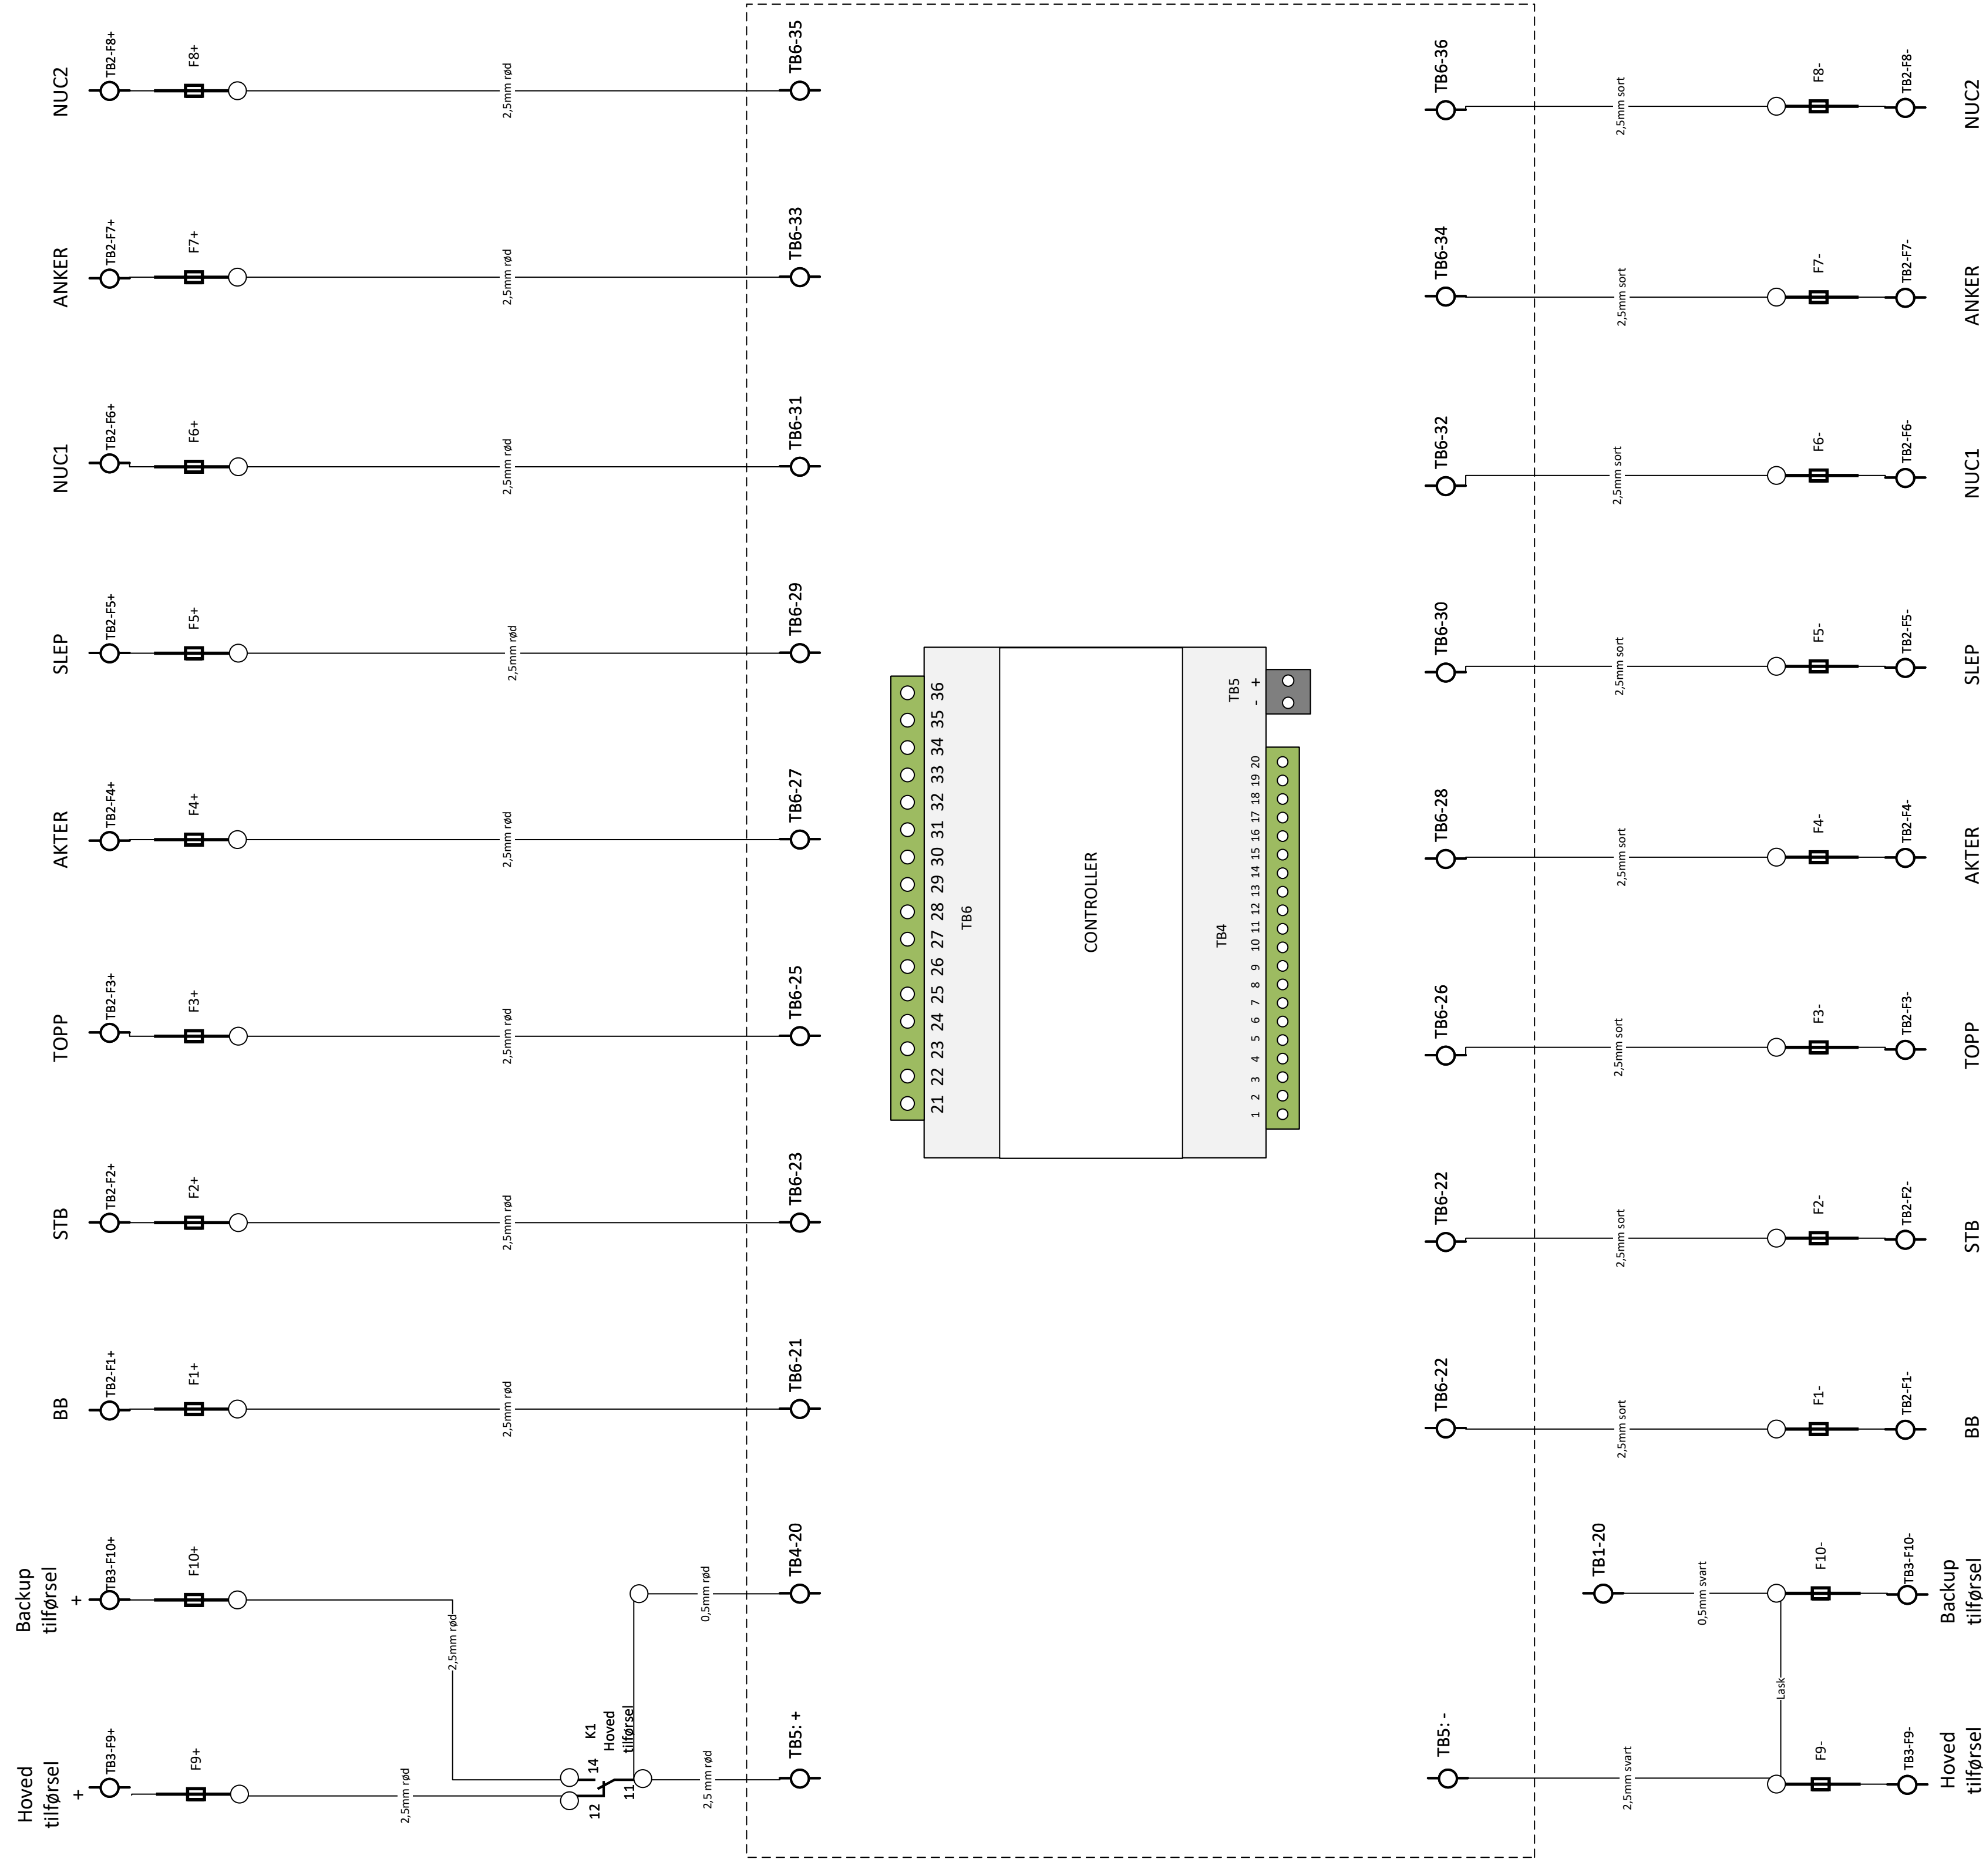 NUC2
TB2-F8+
F8+
2,5mm rød
TB6-35
TB6-36
2,5mm sort
F8-
TB2-F8-
NUC2
ANKER
TB2-F7+
F7+
2,5mm rød
TB6-33
TB6-34
2,5mm sort
F7-
TB2-F7-
ANKER
NUC1
TB2-F6+
F6+
2,5mm rød
TB6-31
TB6-32
2,5mm sort
F6-
TB2-F6-
NUC1
SLEP
TB2-F5+
F5+
2,5mm rød
TB6-29
TB6-30
2,5mm sort
F5-
TB2-F5-
SLEP
AKTER
TB2-F4+
F4+
2,5mm rød
TB6-27
TB6-28
2,5mm sort
F4-
TB2-F4-
AKTER
TOPP
TB2-F3+
F3+
2,5mm rød
TB6-25
TB6-26
2,5mm sort
F3-
TB2-F3-
TOPP
STB
TB2-F2+
F2+
2,5mm rød
TB6-23
TB6-22
2,5mm sort
F2-
TB2-F2-
STB
BB
TB2-F1+
F1+
2,5mm rød
TB6-21
TB6-22
2,5mm sort
F1-
TB2-F1-
BB
Backup
tilførsel
+
TB3-F10+
F10+
2,5mm rød
0,5mm rød
TB4-20
TB1-20
0,5mm svart
F10-
TB3-F10-
Backup
tilførsel
Hoved
tilførsel
+
TB3-F9+
F9+
2,5mm rød
K1
Hoved
tilførsel
14
12
11
2,5 mm rød
TB5: +
TB5: -
2,5mm svart
Lask
F9-
TB3-F9-
Hoved
tilførsel
21 22 23 24 25 26 27 28 29 30 31 32 33 34 35 36
TB6
CONTROLLER
TB4
TB5
- +
1 2 3 4 5 6 7 8 9 10 11 12 13 14 15 16 17 18 19 20